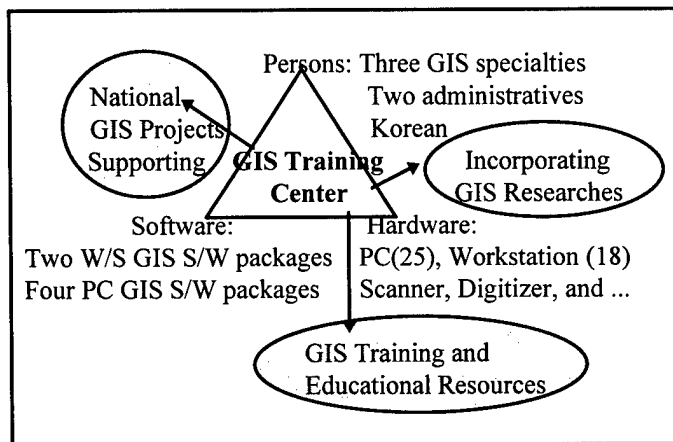 Persons: Three GIS specialties
Two administratives
Korean
National
GIS Projects
Supporting
GIS Training
Center
Incorporating
GIS Researches
Software:
Two W/S GIS S/W packages
Four PC GIS S/W packages
Hardware:
PC(25), Workstation (18)
Scanner, Digitizer, and ...
GIS Training and
Educational Resources